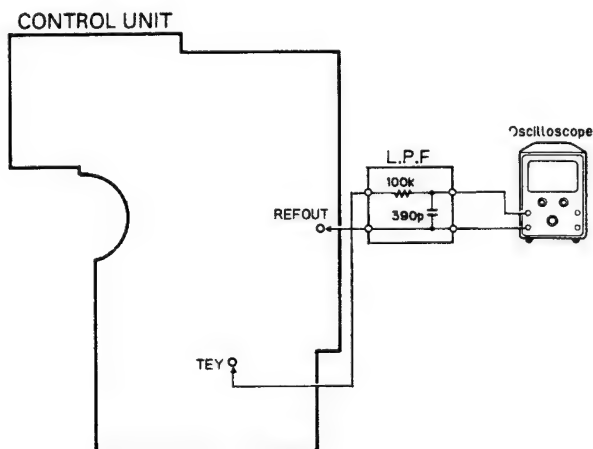 CONTROL UNIT
Oscilloscope
L.P.F
100k
390p
REFOUT
TEY